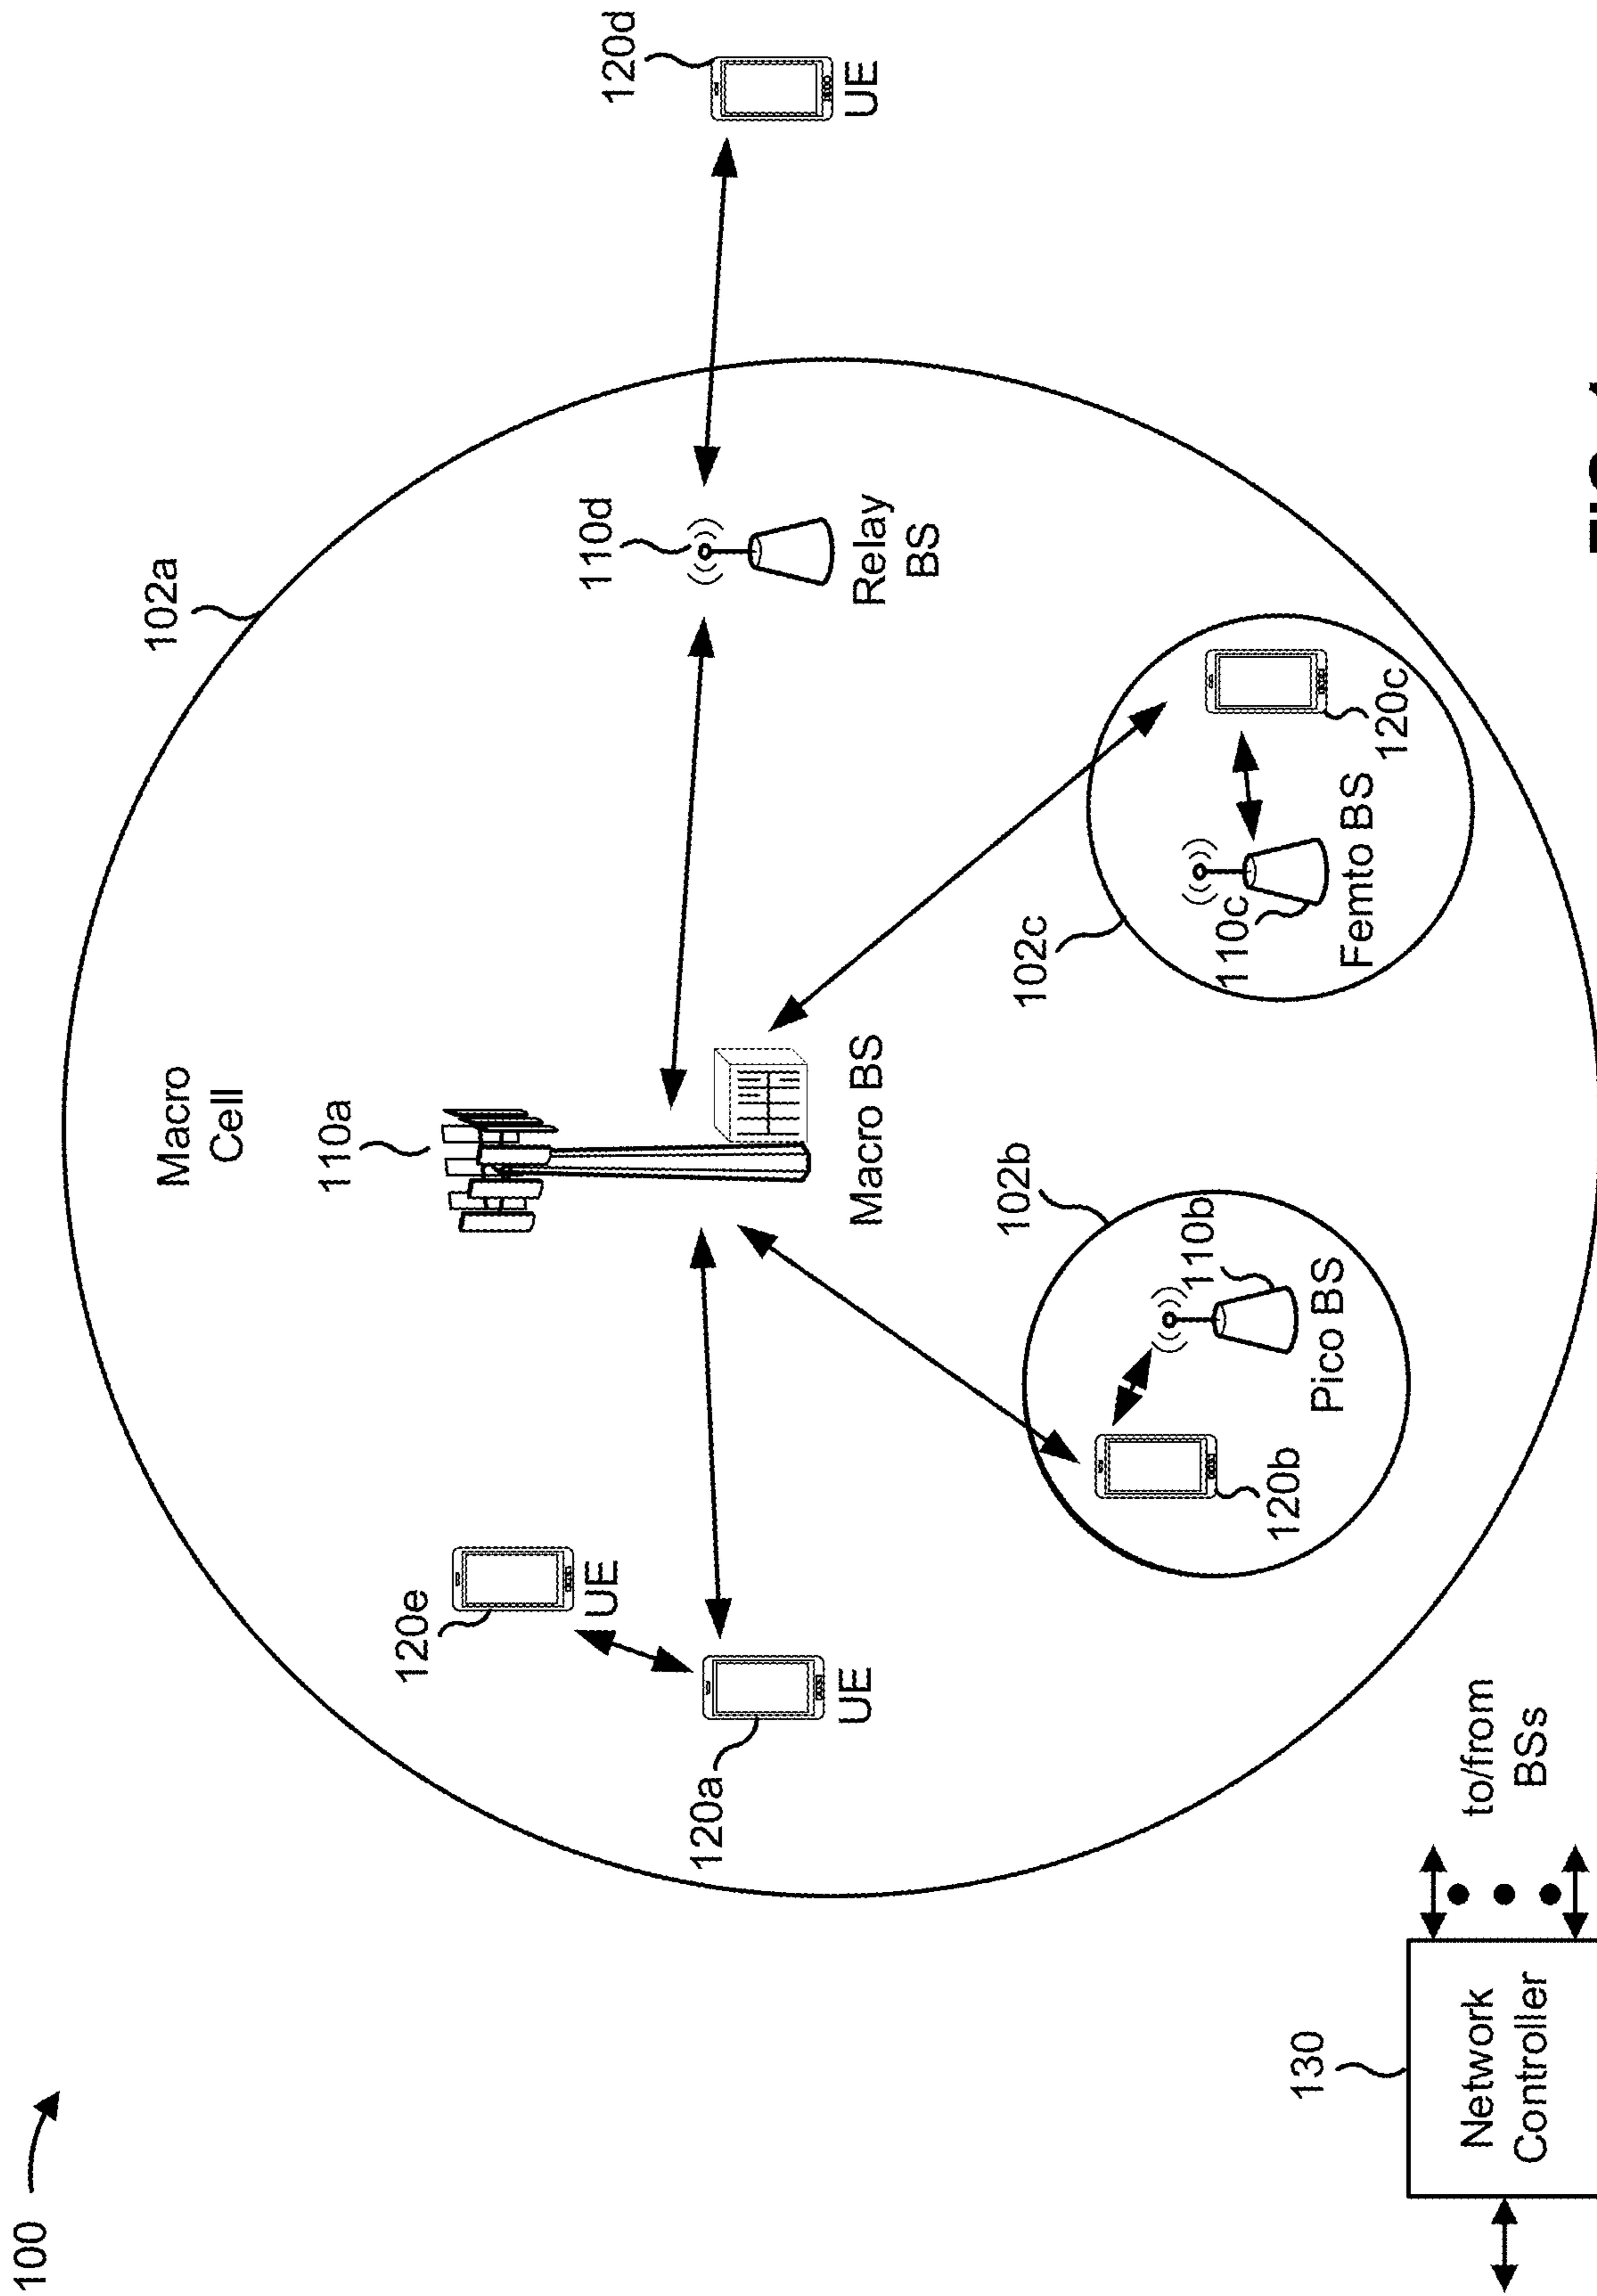 100
102a
Macro
Cell
110a
120d
UE
110d
Relay
BS
120e
UE
120a
UE
Macro BS
102b
110b
Pico BS
120b
102c
110c
Femto BS
120c
130
Network
Controller
to/from
BSs